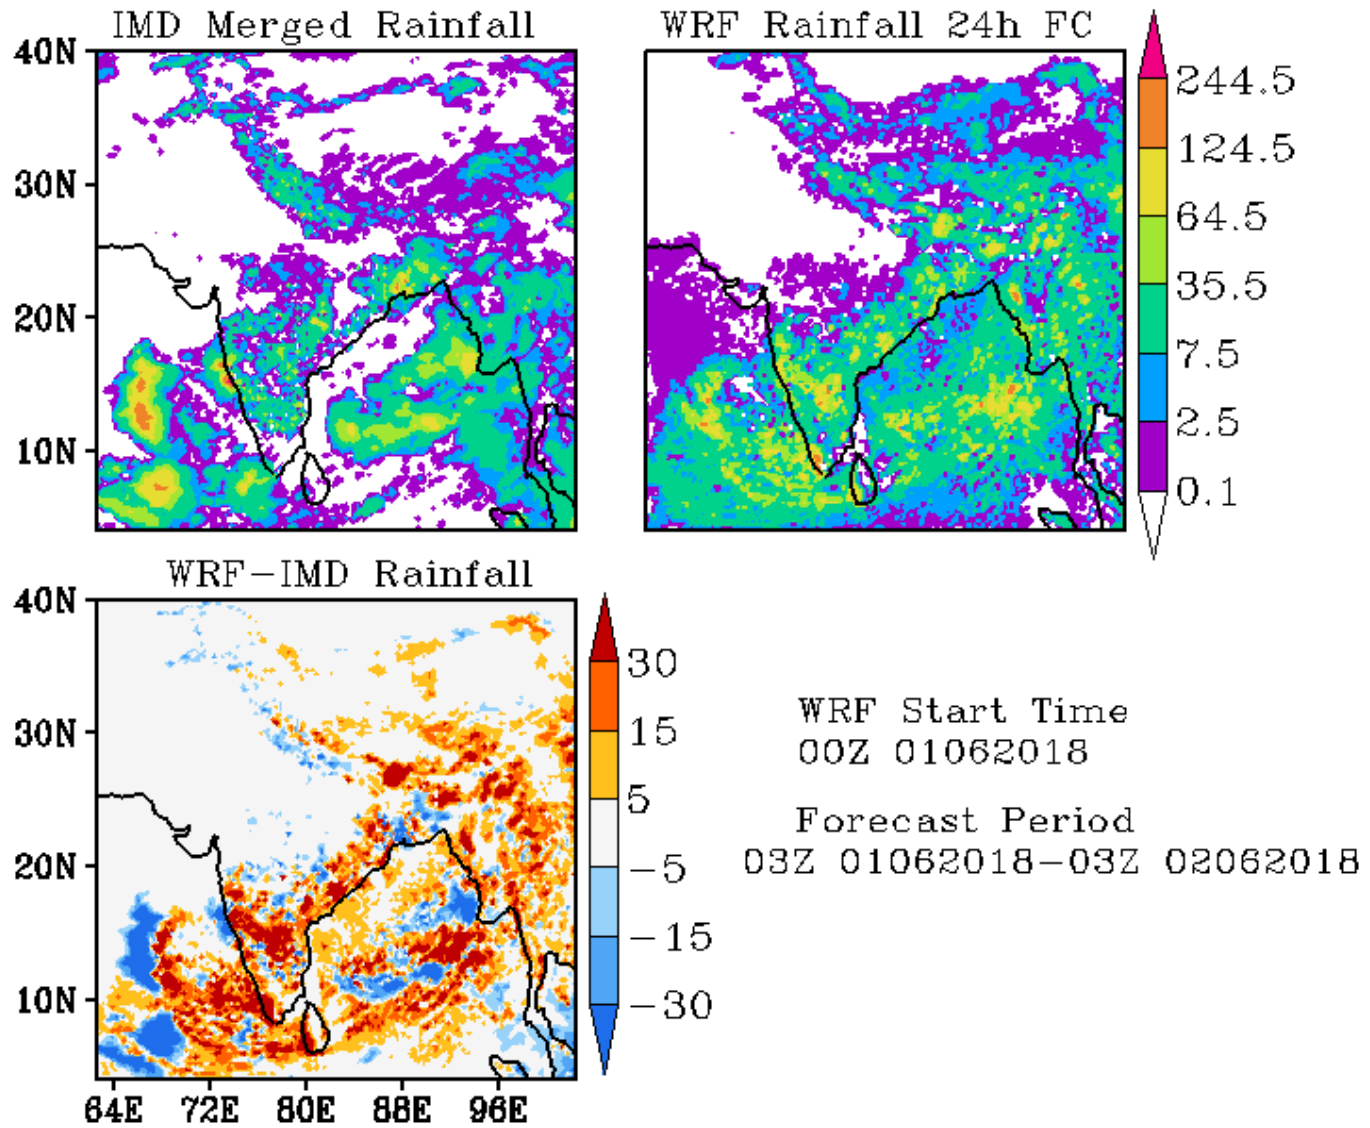 IMD Merged Rainfall
WRF Rainfall 24h FC
40N
30N
20N
10N
244.5
124.5
64.5
35.5
7.5
2.5
0.1
WRF-IMD Rainfall
40N
30N
20N
10N
64E 72E 80E 88E 96E
30
15
5
-5
-15
-30
WRF Start Time
00Z 01062018
Forecast Period
03Z 01062018-03Z 02062018